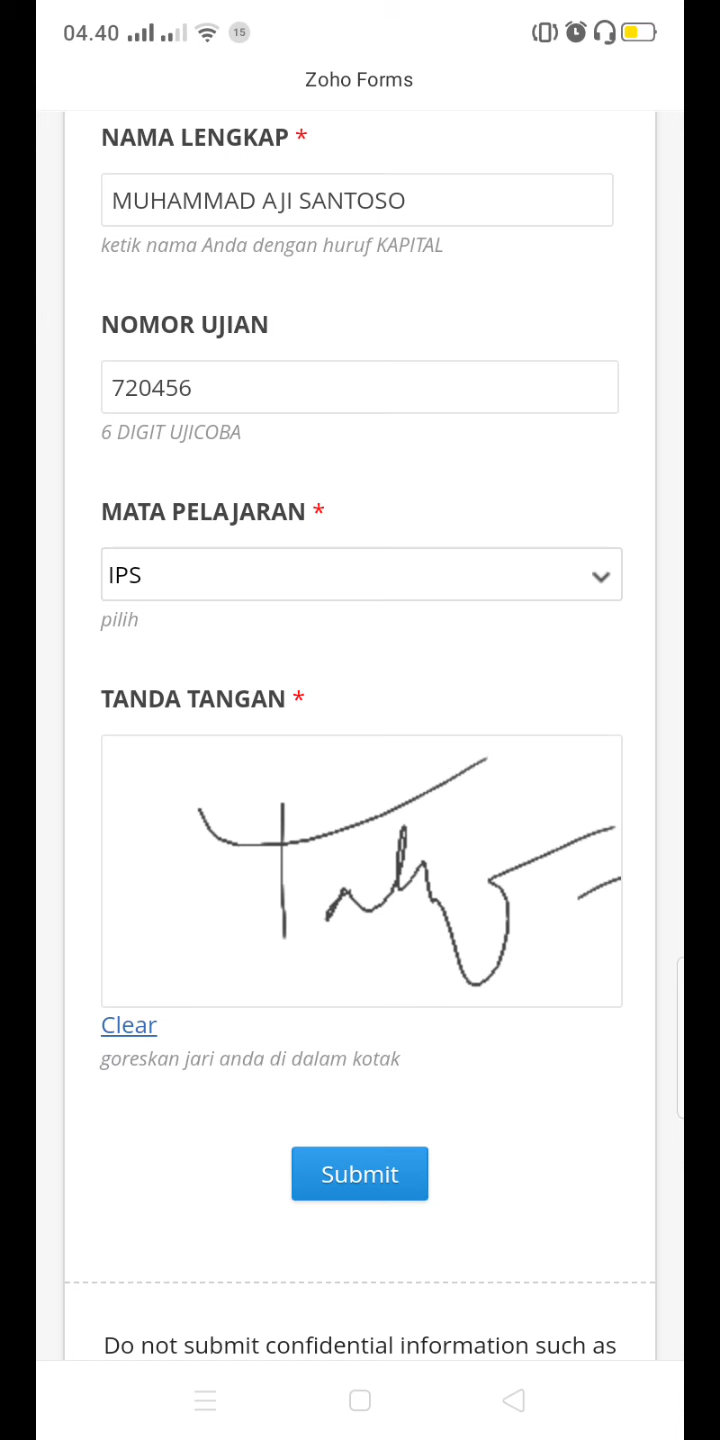 04.40
15
Zoho Forms
NAMA LENGKAP *
MUHAMMAD AJI SANTOSO
ketik nama Anda dengan huruf KAPITAL
NOMOR UJIAN
720456
6 DIGIT UJICOBA
MATA PELAJARAN *
IPS
pilih
TANDA TANGAN *
Clear
goreskan jari anda di dalam kotak
Submit
Do not submit confidential information such as